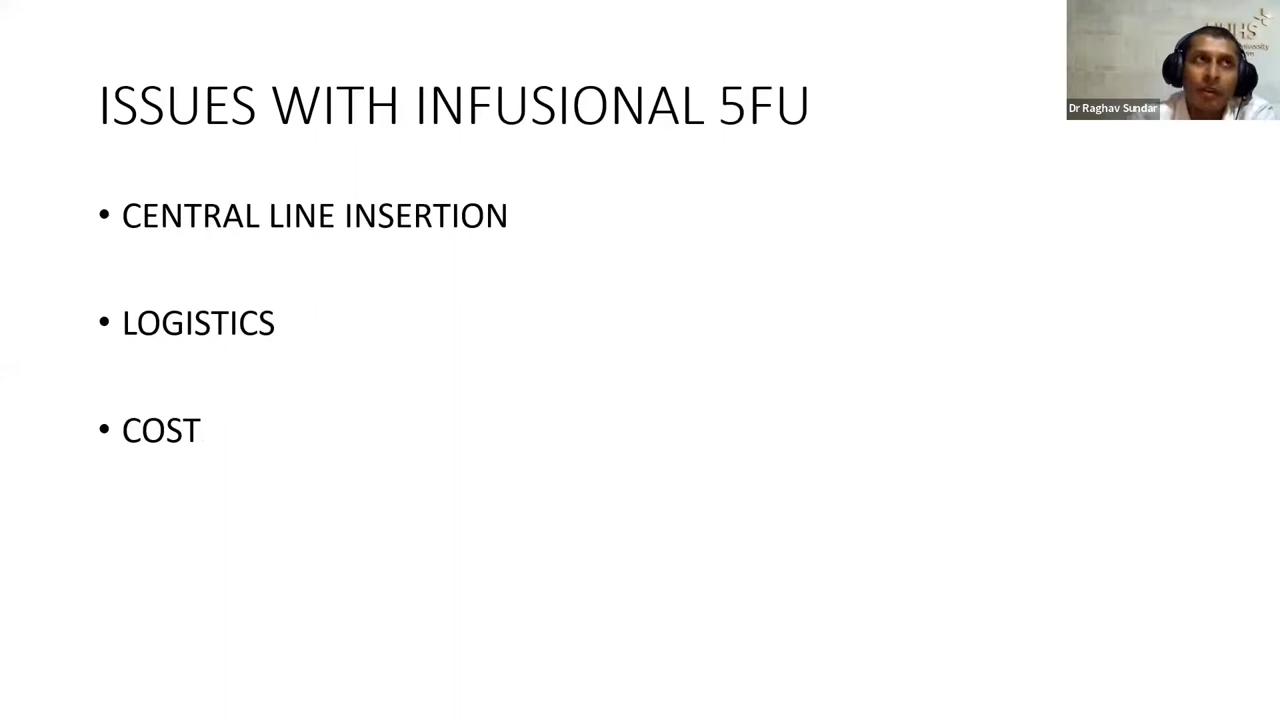 ISSUES WITH INFUSIONAL 5FU
• CENTRAL LINE INSERTION
• LOGISTICS
• COST
Dr Raghav Sundar